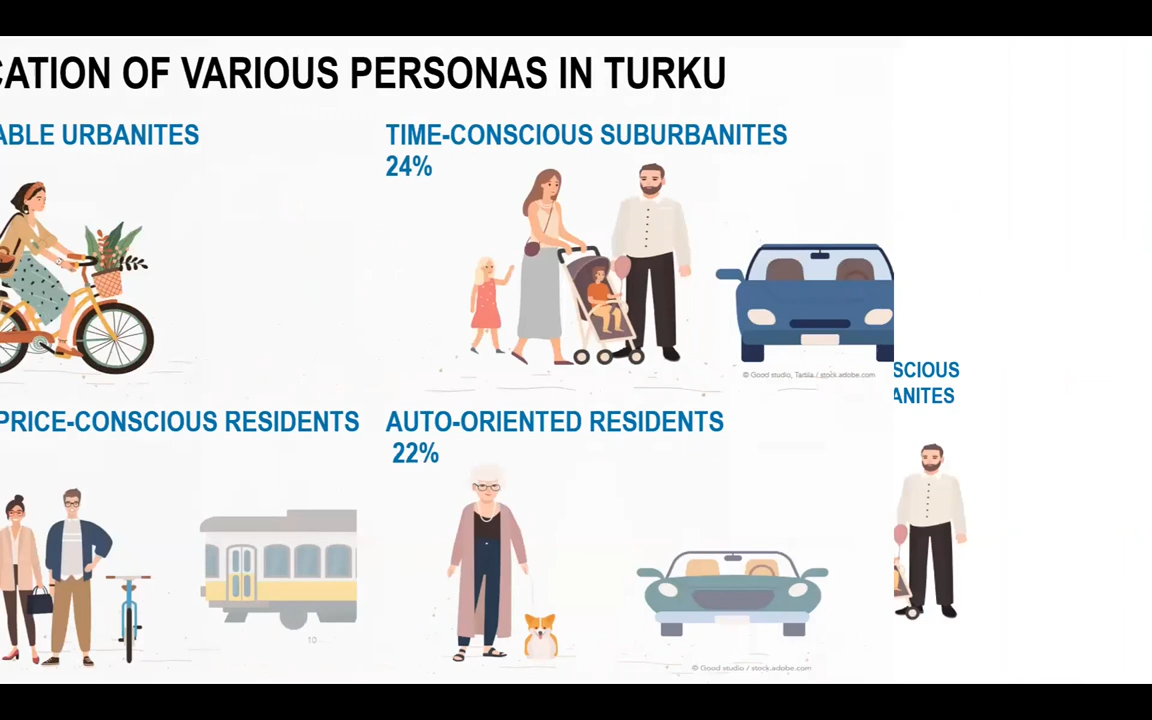 CATION OF VARIOUS PERSONAS IN TURKU
ABLE URBANITES
TIME-CONSCIOUS SUBURBANITES
24%
© Good studio, Tartila / stock.adobe.com
SCIOUS
ANITES
PRICE-CONSCIOUS RESIDENTS
AUTO-ORIENTED RESIDENTS
22%
10
© Good studio / stock.adobe.com